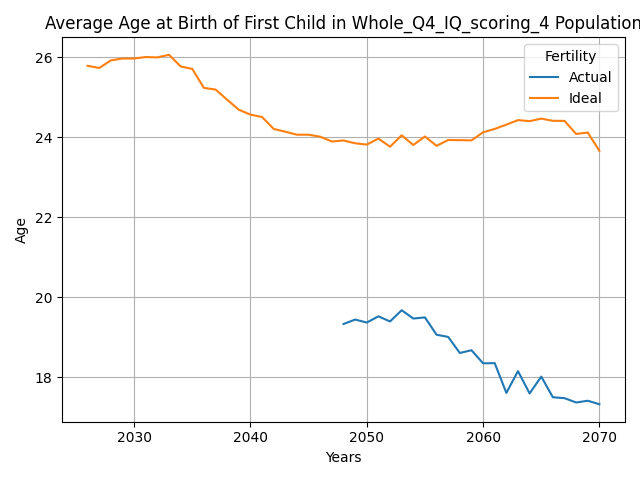 Average Age at Birth of First Child in Whole_Q4_IQ_scoring_4 Population
Fertility
Actual
Ideal
Age
26
24
22
20
18
2030 2040 2050 2060 2070
Years